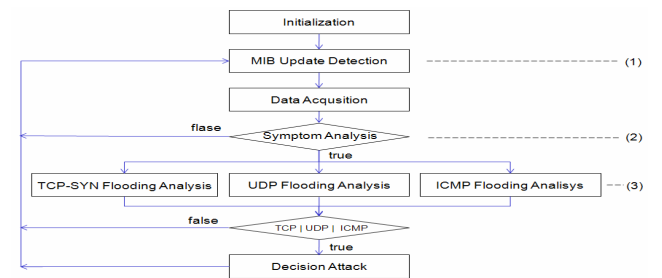 Initialization
MIB Update Detection
(1)
Data Acqusition
flase
Symptom Analysis
(2)
true
TCP-SYN Flooding Analysis
UDP Flooding Analysis
ICMP Flooding Analisys
(3)
false
TCP | UDP | ICMP
true
Decision Attack